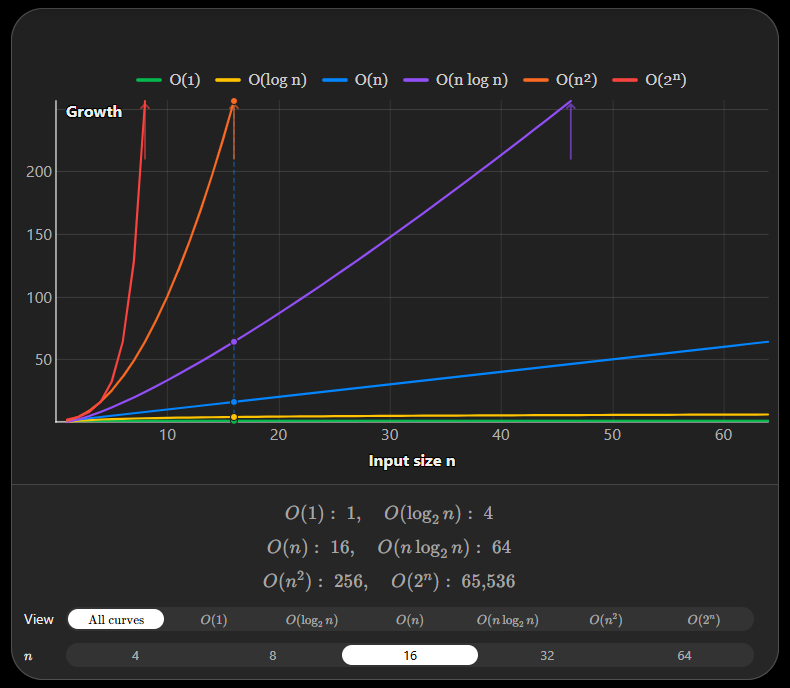 O(1) O(log n) O(n) O(n log n) O(n²) O(2ⁿ)
Growth
200
150
100
50
10 20 30 40 50 60
Input size n
O(1) : 1, O(log₂ n) : 4
O(n) : 16, O(n log₂ n) : 64
O(n²) : 256, O(2ⁿ) : 65,536
View All curves O(1) O(log₂ n) O(n) O(n log₂ n) O(n²) O(2ⁿ)
n 4 8 16 32 64